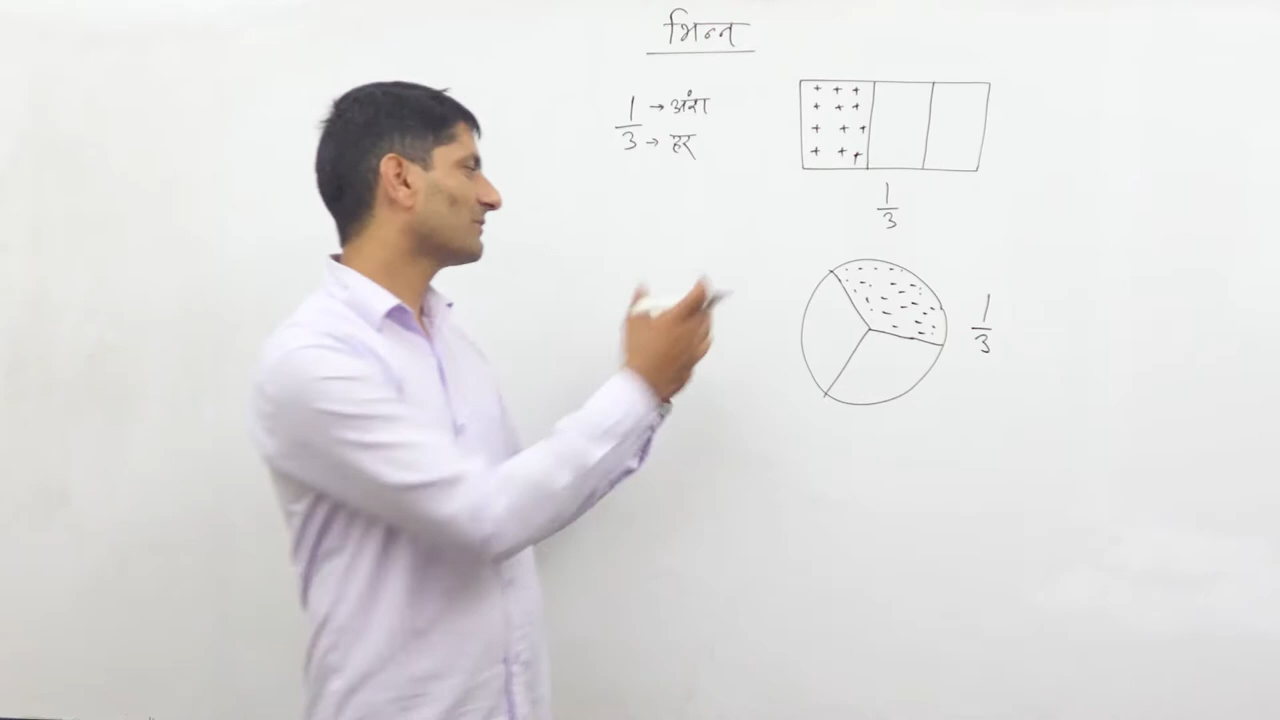 भिन्न
1/3 → अंश
→ हर
1/3
1/3